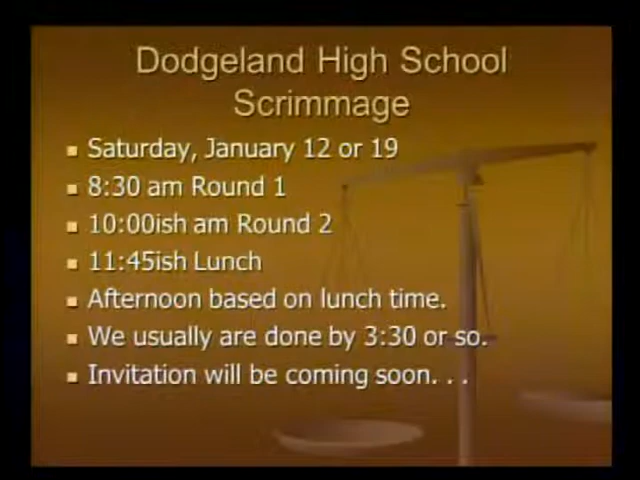 Dodgeland High School
Scrimmage
Saturday, January 12 or 19
8:30 am Round 1
10:00ish am Round 2
11:45ish Lunch
Afternoon based on lunch time.
We usually are done by 3:30 or so.
Invitation will be coming soon. . .